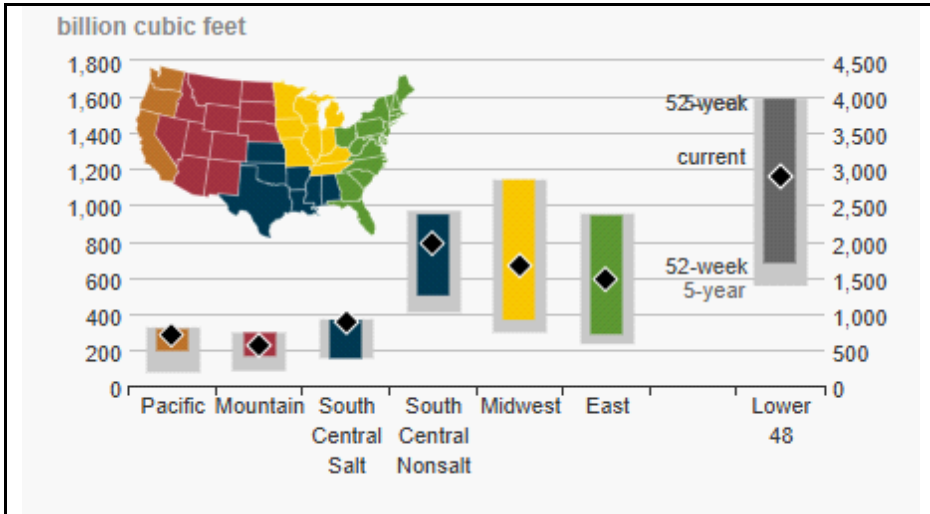 billion cubic feet
1,800
1,600
1,400
1,200
1,000
800
600
400
200
0
4,500
4,000
3,500
3,000
2,500
2,000
1,500
1,000
500
0
52-week
current
52-week
5-year
Pacific Mountain South Central Salt
South Central Nonsalt
Midwest
East
Lower 48